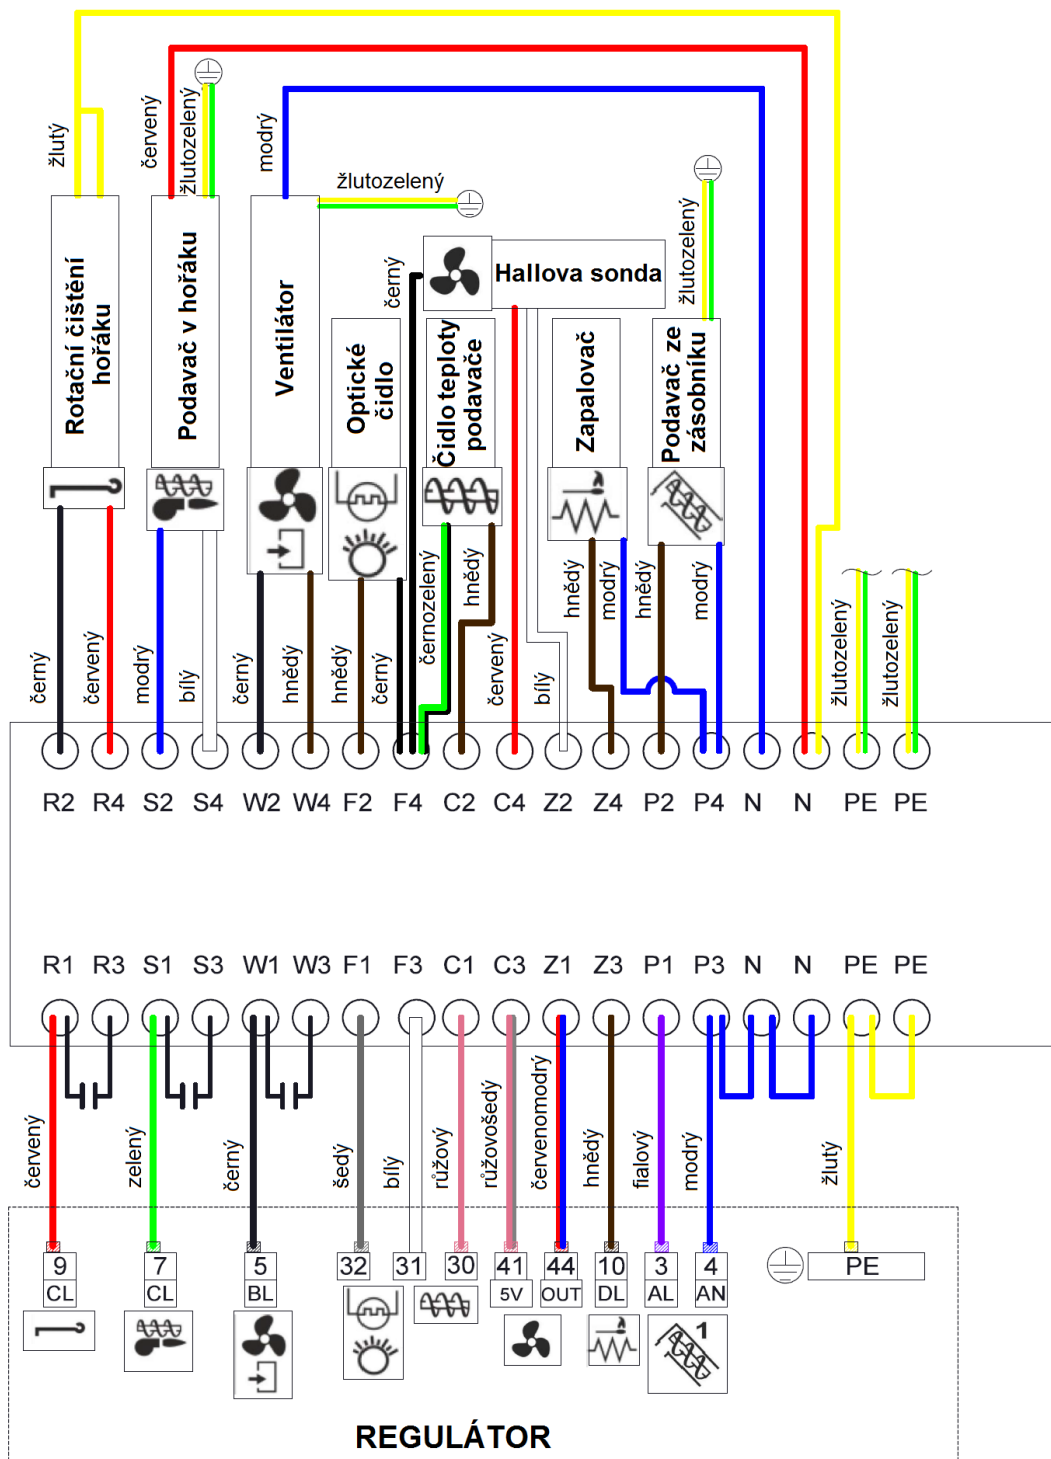 žlutý
červený
žlutozelený
modrý
žlutozelený
černý
žlutozelený
Hallova sonda
Rotační čištění
hořáku
Podavač v hořáku
Ventilátor
Optické
čidlo
Čidlo teploty
podavače
Zapalovač
Podavač ze
zásobníku
černý
červený
modrý
bílý
černý
hnědý
hnědý
černý
černozelený
hnědý
červený
bílý
hnědý
modrý
hnědý
modrý
žlutozelený
žlutozelený
R2 R4 S2 S4 W2 W4 F2 F4 C2 C4 Z2 Z4 P2 P4 N N PE PE
R1 R3 S1 S3 W1 W3 F1 F3 C1 C3 Z1 Z3 P1 P3 N N PE PE
červený
zelený
černý
šedý
bílý
růžový
růžovošedý
červenomodrý
hnědý
fialový
modrý
žlutý
9 7 5 32 31 30 41 44 10 3 4 PE
CL CL BL 5V OUT DL AL AN
1
REGULÁTOR